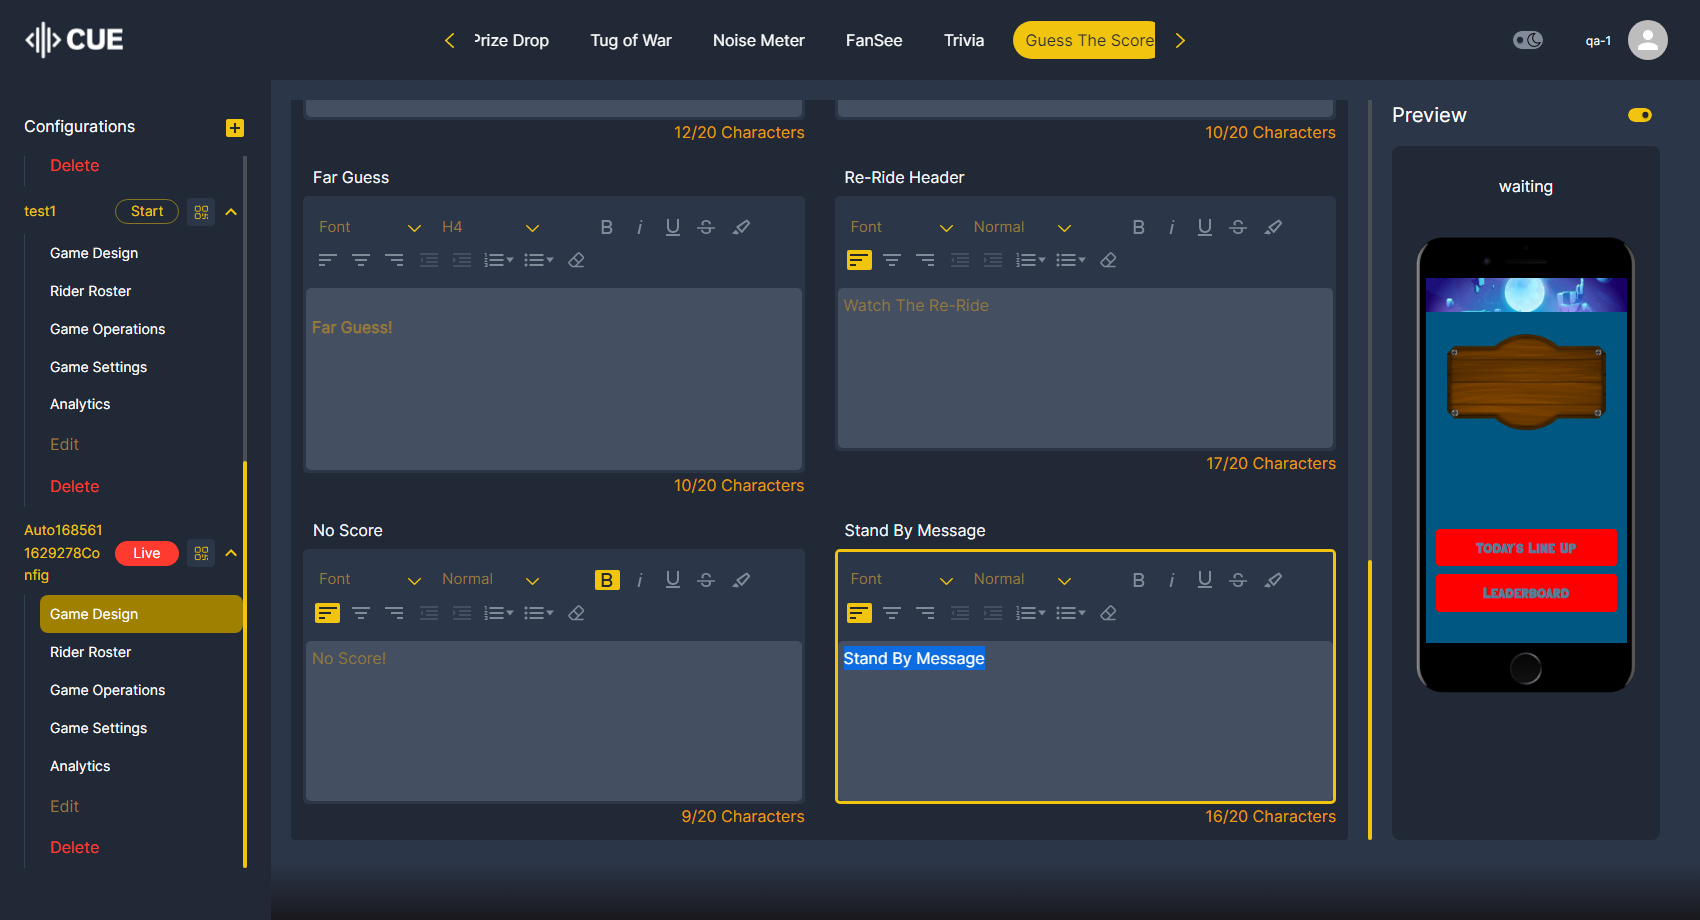 CUE
Prize Drop
Tug of War
Noise Meter
FanSee
Trivia
Guess The Score
qa-1
Configurations
Delete
test1
Start
Game Design
Rider Roster
Game Operations
Game Settings
Analytics
Edit
Delete
Auto168561
1629278Co
nfig
Live
Game Design
Rider Roster
Game Operations
Game Settings
Analytics
Edit
Delete
12/20 Characters
10/20 Characters
Far Guess
Font
H4
B i U S
Far Guess!
10/20 Characters
Re-Ride Header
Font
Normal
B i U S
Watch The Re-Ride
17/20 Characters
No Score
Font
Normal
B i U S
No Score!
9/20 Characters
Stand By Message
Font
Normal
B i U S
Stand By Message
16/20 Characters
Preview
waiting
Today's Line Up
Leaderboard